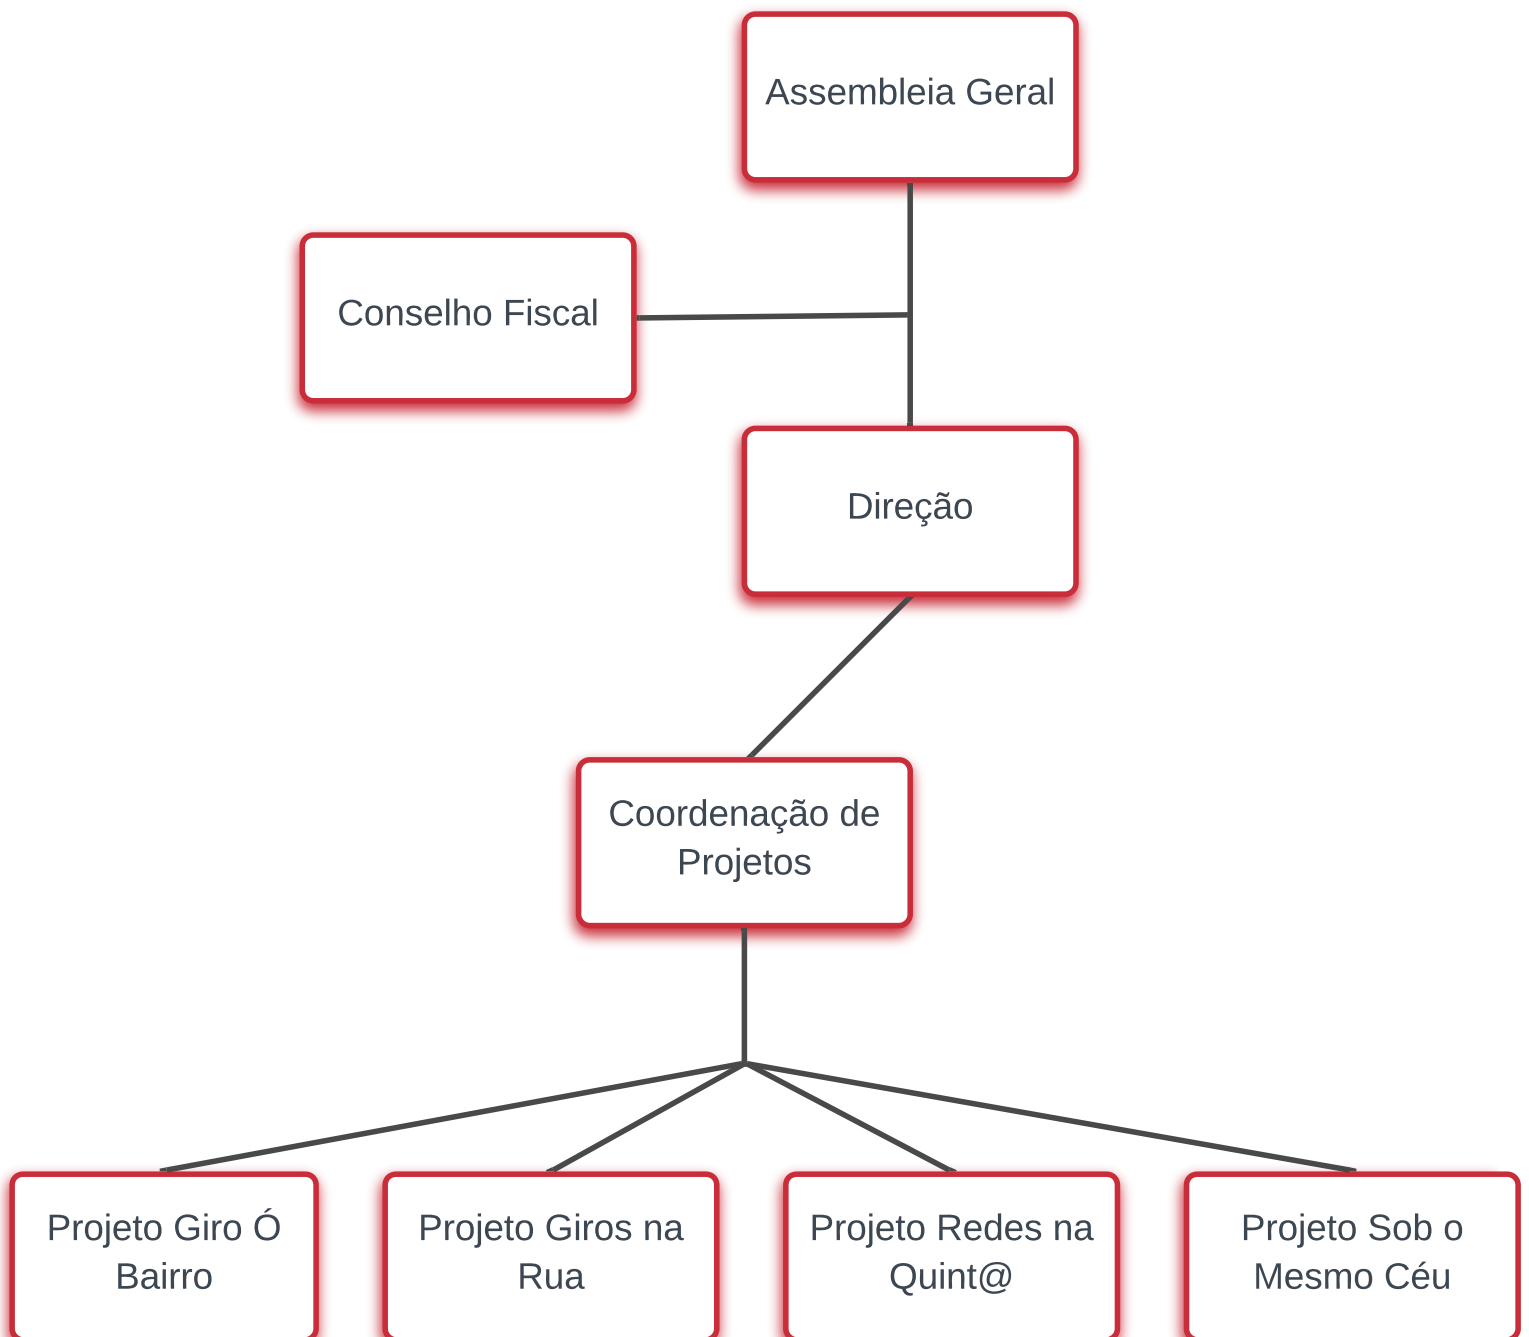 Assembleia Geral
Conselho Fiscal
Direção
Coordenação de
Projetos
Projeto Giro Ó
Bairro
Projeto Giros na
Rua
Projeto Redes na
Quint@
Projeto Sob o
Mesmo Céu